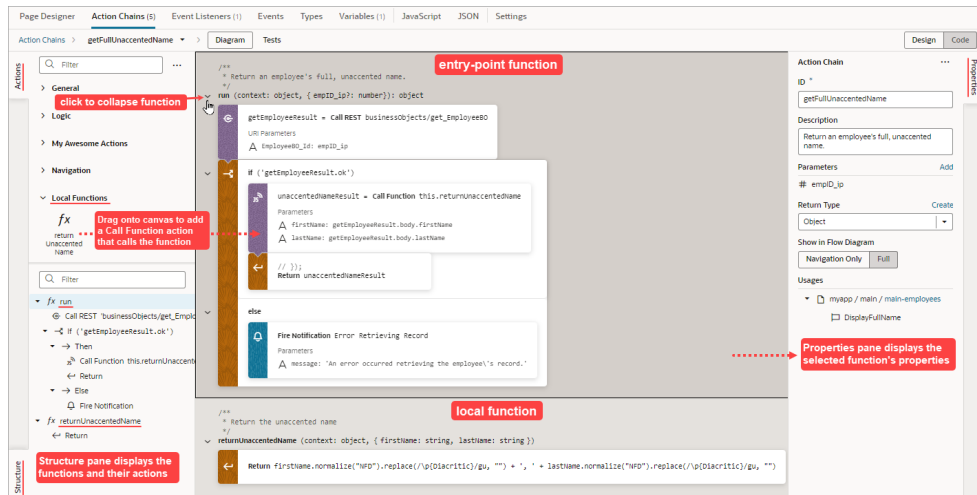 Page Designer Action Chains (5) Event Listeners (1) Events Types Variables (1) JavaScript JSON Settings
Action Chains > getFullUnaccentedName > Diagram Tests Design Code
Actions
Filter
General
click to collapse function
Logic
My Awesome Actions
Navigation
Local Functions
fx
return
Unaccented
Name
Drag onto canvas to add
a Call Function action
that calls the function
Filter
fx run
Call REST 'businessObjects/get_Emplo
If ('getEmployeeResult.ok')
Then
Call Function this.returnUnaccente
Return
Else
Fire Notification
fx returnUnaccentedName
Return
Structure pane displays the
functions and their actions
Structure
entry-point function
/**
* Return an employee's full, unaccented name.
*/
run (context: object, { empID_ip?: number}): object
getEmployeeResult = Call REST businessObjects/get_EmployeeBO
URI Parameters
A EmployeeBO_Id: empID_ip
if ('getEmployeeResult.ok')
unaccentedNameResult = Call Function this.returnUnaccentedName
Parameters
A firstName: getEmployeeResult.body.firstName
A lastName: getEmployeeResult.body.lastName
// });
Return unaccentedNameResult
else
Fire Notification Error Retrieving Record
Parameters
A message: 'An error occurred retrieving the employee\'s record.'
local function
/**
* Return the unaccented name
*/
returnUnaccentedName (context: object, { firstName: string, lastName: string })
Return firstName.normalize("NFD").replace(/\p{Diacritic}/gu, "") + ', ' + lastName.normalize("NFD").replace(/\p{Diacritic}/gu, "")
Action Chain
ID *
getFullUnaccentedName
Description
Return an employee's full, unaccented
name.
Parameters Add
# empID_ip
Return Type Create
Object
Show in Flow Diagram
Navigation Only Full
Usages
myapp / main / main-employees
DisplayFullName
Properties pane displays the
selected function's properties
Properties